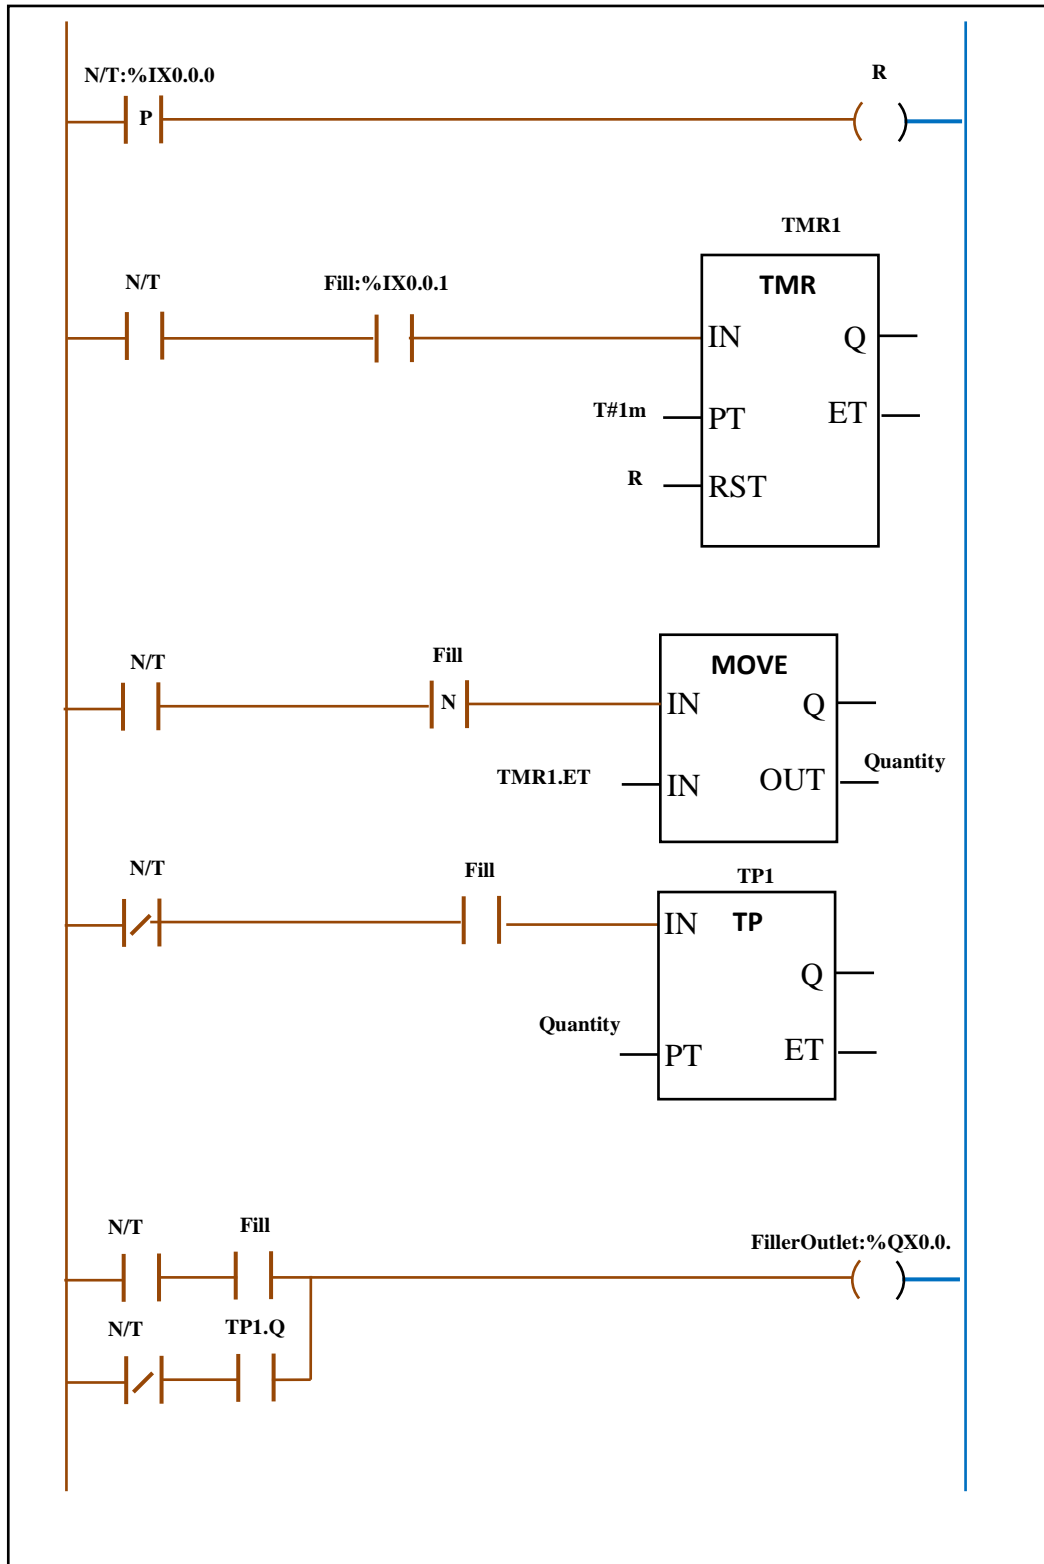 N/T:%IX0.0.0
R
P
TMR1
N/T
Fill:%IX0.0.1
TMR
IN
Q
T#1m
PT
ET
R
RST
N/T
Fill
MOVE
N
IN
Q
TMR1.ET
IN
OUT
Quantity
N/T
Fill
TP1
IN
TP
Q
Quantity
PT
ET
N/T
Fill
FillerOutlet:%QX0.0.
N/T
TP1.Q